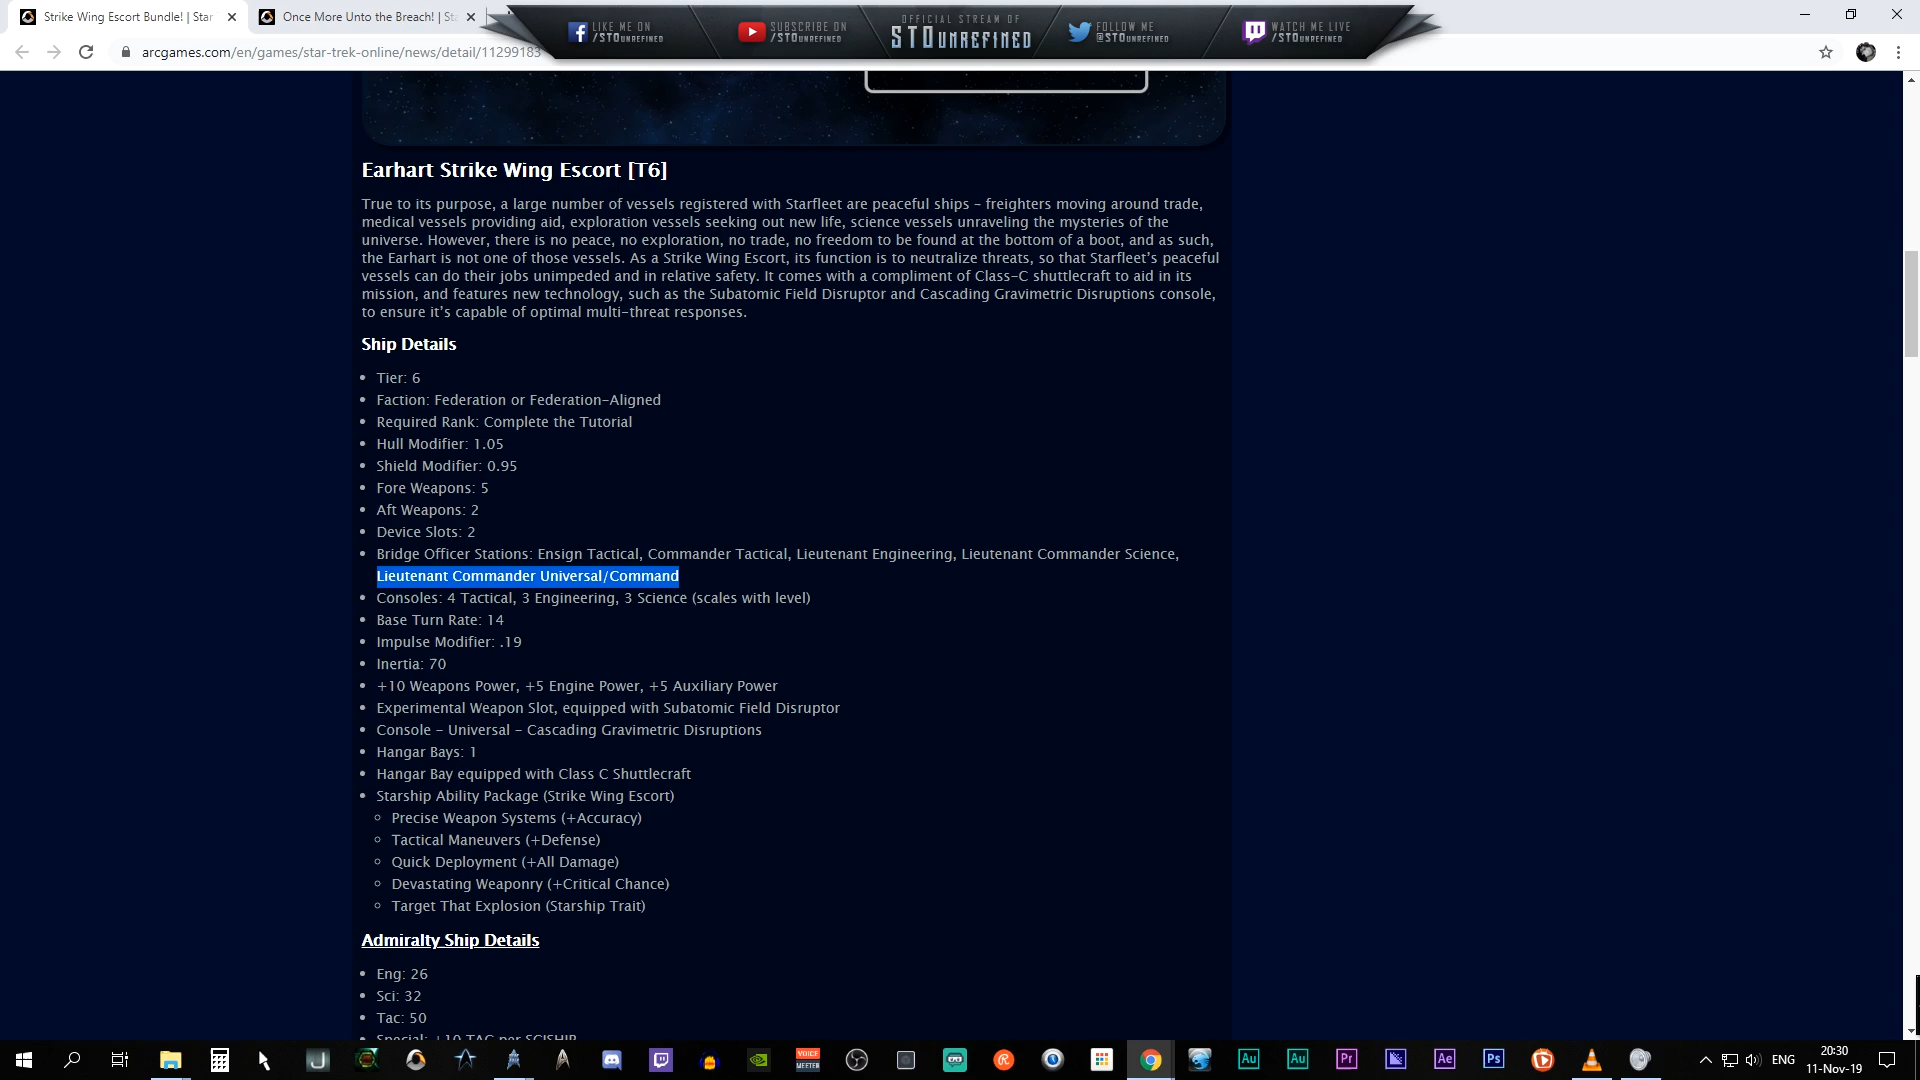 Strike Wing Escort Bundle! | Star
Once More Unto the Breach! | Sta
LIKE ME ON
/STOUNREFINED
SUBSCRIBE ON
/STOUNREFINED
OFFICIAL STREAM OF
STOUNREFINED
FOLLOW ME
@STOUNREFINED
WATCH ME LIVE
/STOUNREFINED
arcgames.com/en/games/star-trek-online/news/detail/11299183
Earhart Strike Wing Escort [T6]
True to its purpose, a large number of vessels registered with Starfleet are peaceful ships – freighters moving around trade,
medical vessels providing aid, exploration vessels seeking out new life, science vessels unraveling the mysteries of the
universe. However, there is no peace, no exploration, no trade, no freedom to be found at the bottom of a boot, and as such,
the Earhart is not one of those vessels. As a Strike Wing Escort, its function is to neutralize threats, so that Starfleet’s peaceful
vessels can do their jobs unimpeded and in relative safety. It comes with a compliment of Class-C shuttlecraft to aid in its
mission, and features new technology, such as the Subatomic Field Disruptor and Cascading Gravimetric Disruptions console,
to ensure it’s capable of optimal multi-threat responses.
Ship Details
Tier: 6
Faction: Federation or Federation-Aligned
Required Rank: Complete the Tutorial
Hull Modifier: 1.05
Shield Modifier: 0.95
Fore Weapons: 5
Aft Weapons: 2
Device Slots: 2
Bridge Officer Stations: Ensign Tactical, Commander Tactical, Lieutenant Engineering, Lieutenant Commander Science,
Lieutenant Commander Universal/Command
Consoles: 4 Tactical, 3 Engineering, 3 Science (scales with level)
Base Turn Rate: 14
Impulse Modifier: .19
Inertia: 70
+10 Weapons Power, +5 Engine Power, +5 Auxiliary Power
Experimental Weapon Slot, equipped with Subatomic Field Disruptor
Console – Universal – Cascading Gravimetric Disruptions
Hangar Bays: 1
Hangar Bay equipped with Class C Shuttlecraft
Starship Ability Package (Strike Wing Escort)
Precise Weapon Systems (+Accuracy)
Tactical Maneuvers (+Defense)
Quick Deployment (+All Damage)
Devastating Weaponry (+Critical Chance)
Target That Explosion (Starship Trait)
Admiralty Ship Details
Eng: 26
Sci: 32
Tac: 50
Special: +10 TAC per SCISHIP
VOICE
MEETER
Au
Au
Pr
Ae
Ps
ENG
20:30
11-Nov-19